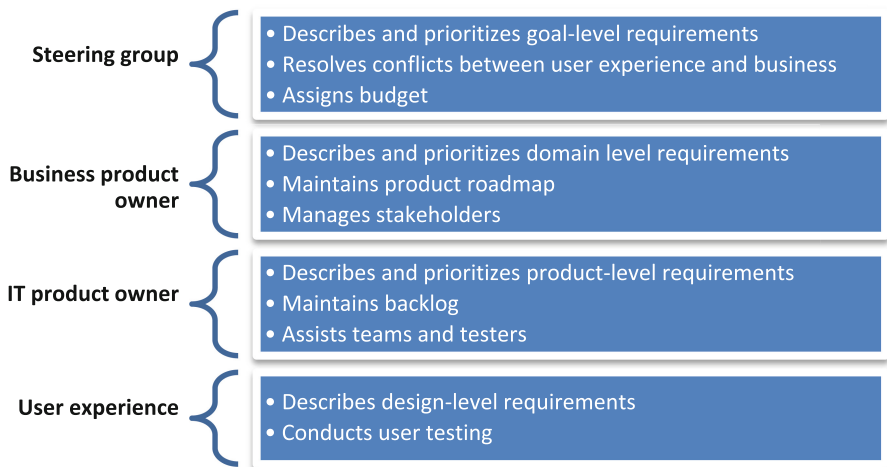 Steering group
• Describes and prioritizes goal-level requirements
• Resolves conflicts between user experience and business
• Assigns budget
Business product
owner
• Describes and prioritizes domain level requirements
• Maintains product roadmap
• Manages stakeholders
IT product owner
• Describes and prioritizes product-level requirements
• Maintains backlog
• Assists teams and testers
User experience
• Describes design-level requirements
• Conducts user testing